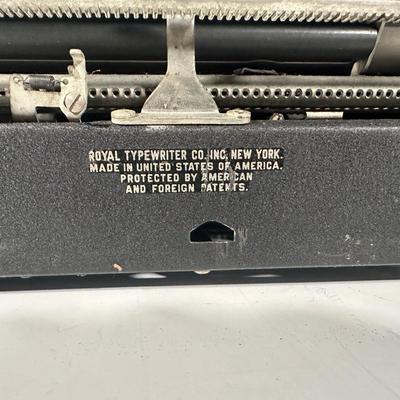 ROYAL TYPEWRITER CO. INC. NEW YORK.
MADE IN UNITED STATES OF AMERICA.
PROTECTED BY AMERICAN
AND FOREIGN PATENTS.